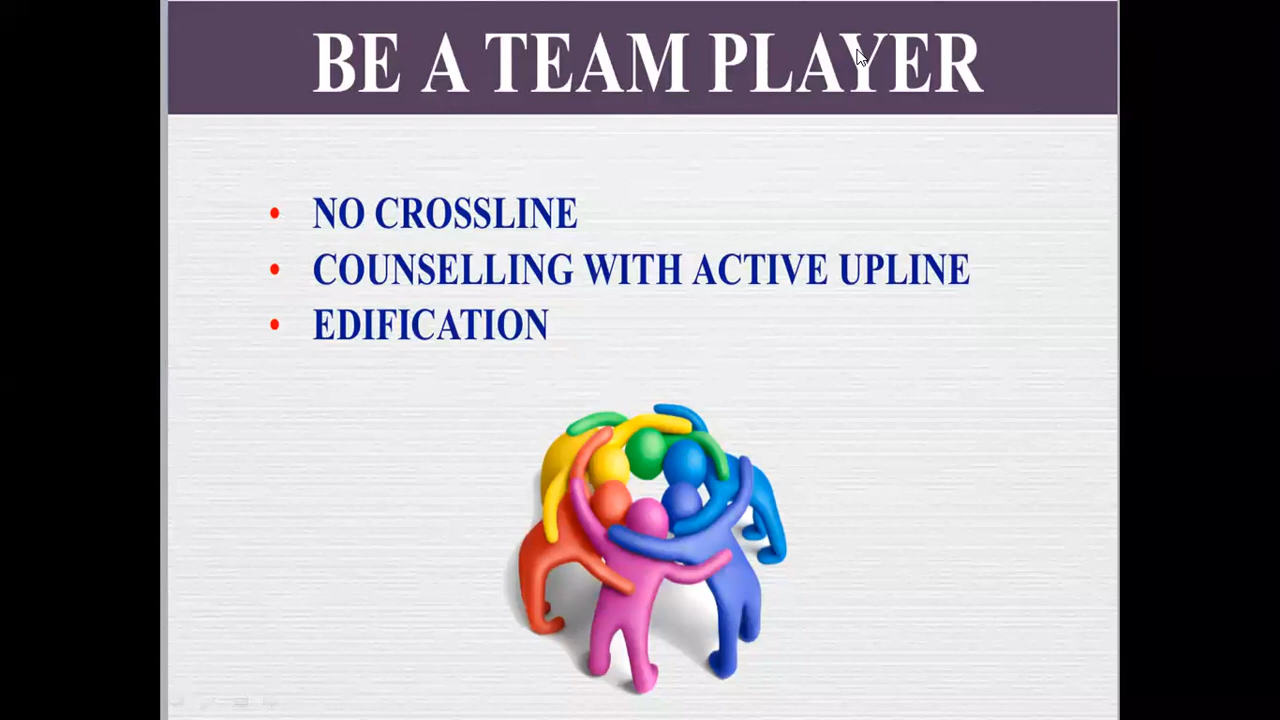 BE A TEAM PLAYER
• NO CROSSLINE
• COUNSELLING WITH ACTIVE UPLINE
• EDIFICATION